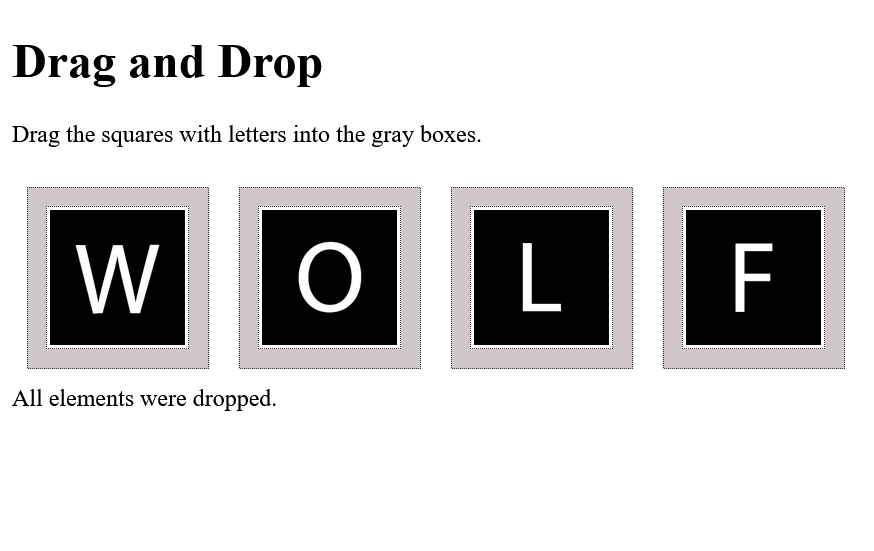 Drag and Drop
Drag the squares with letters into the gray boxes.
W O L F
All elements were dropped.